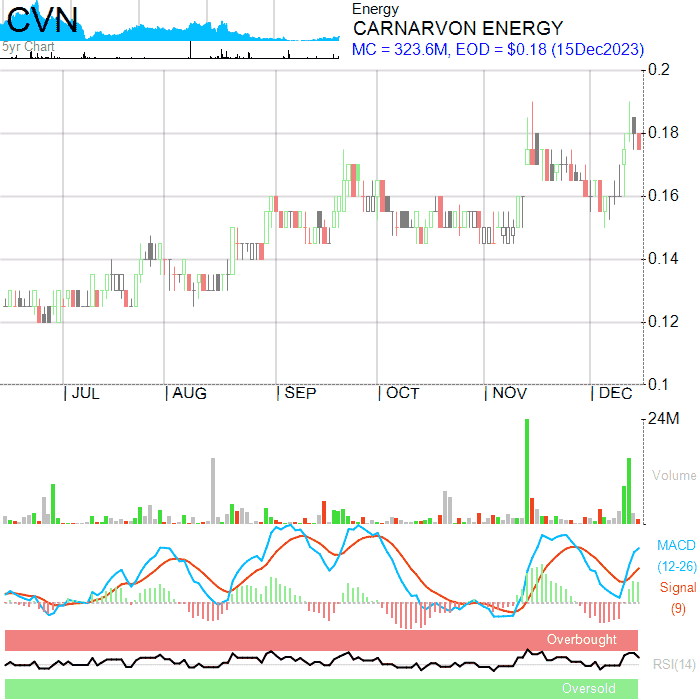 CVN
5yr Chart
Energy
CARNARVON ENERGY
MC = 323.6M, EOD = $0.18 (15Dec2023)
0.2
0.18
0.16
0.14
0.12
0.1
| JUL | AUG | SEP | OCT | NOV | DEC
24M
Volume
MACD
(12-26)
Signal
(9)
Overbought
RSI(14)
Oversold